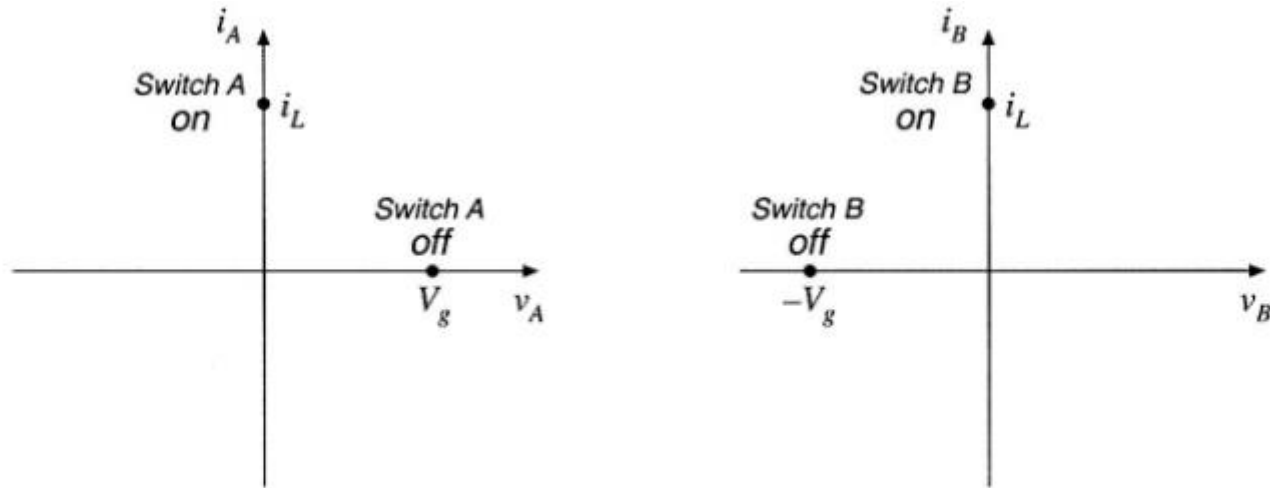 i_A
Switch A
on
i_L
Switch A
off
V_g
v_A
i_B
Switch B
on
i_L
Switch B
off
−V_g
v_B